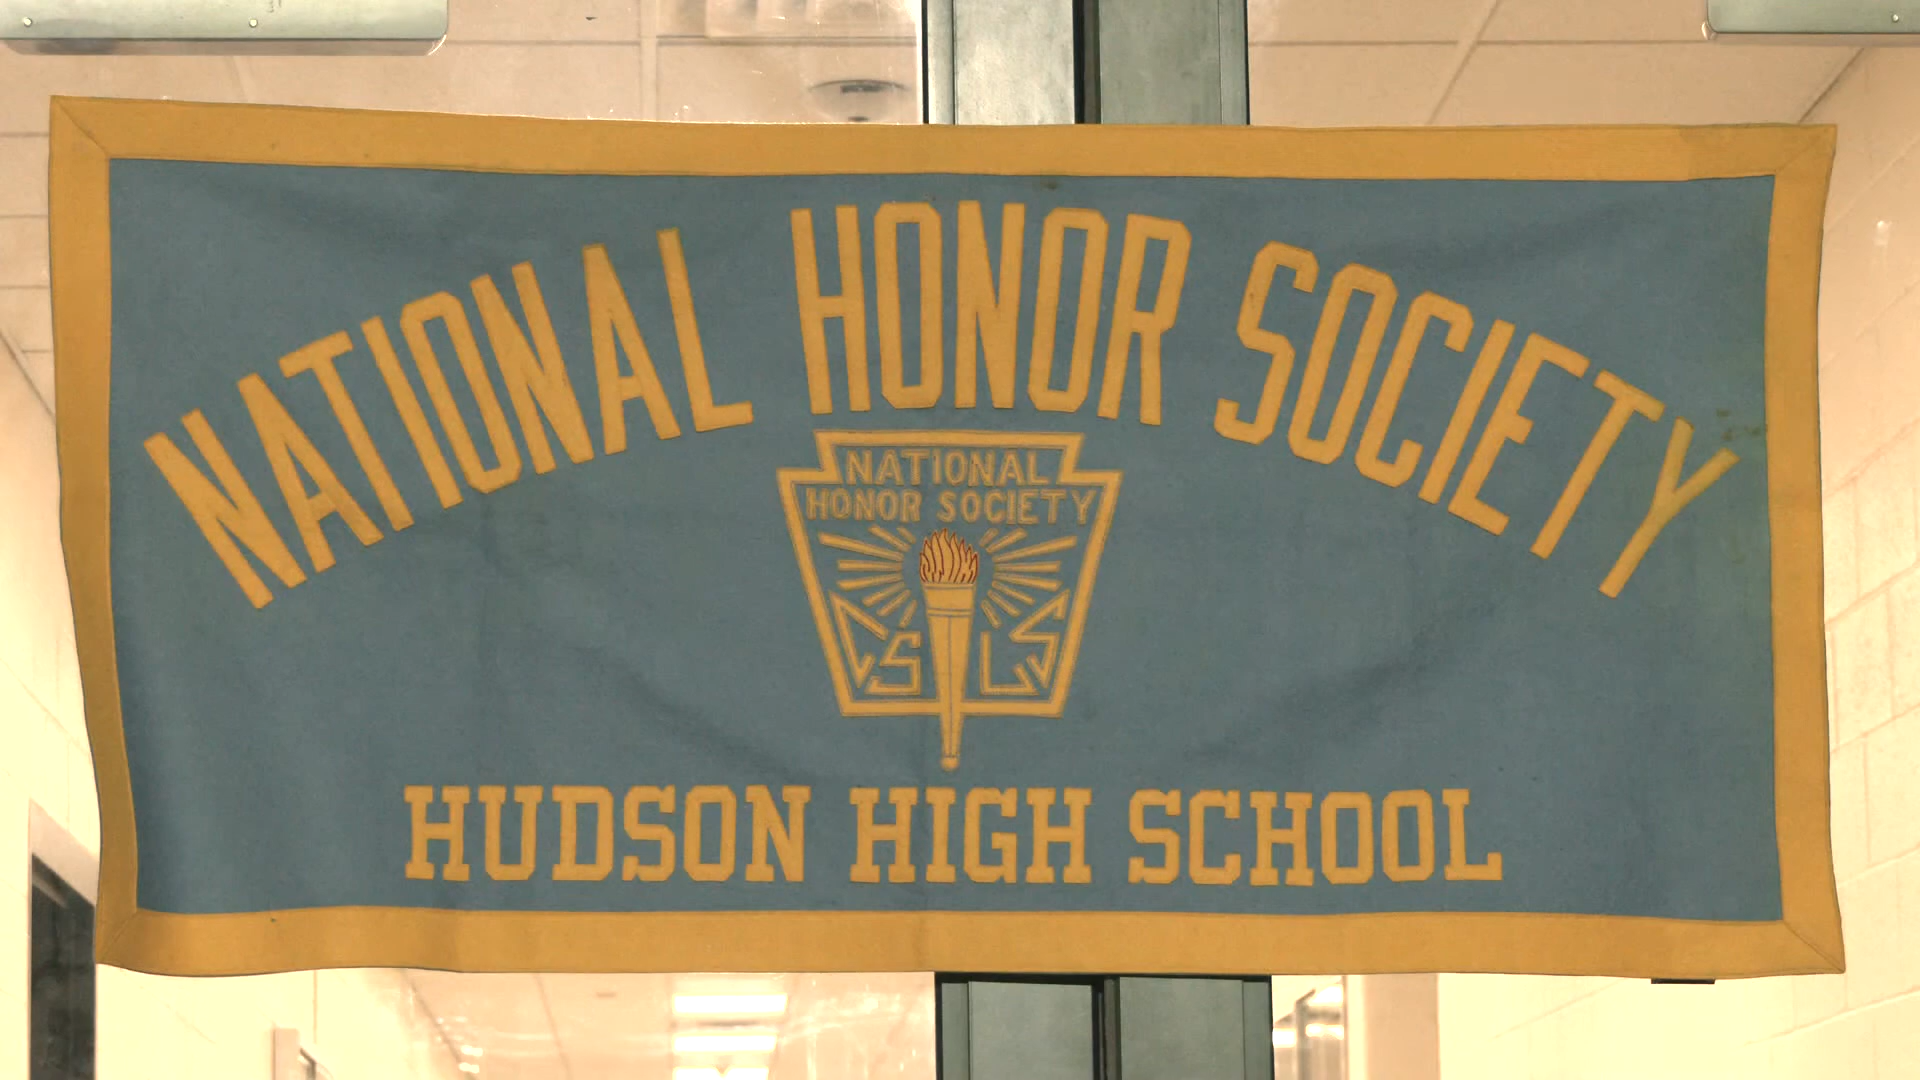 NATIONAL HONOR SOCIETY
NATIONAL
HONOR SOCIETY
C S L S
HUDSON HIGH SCHOOL